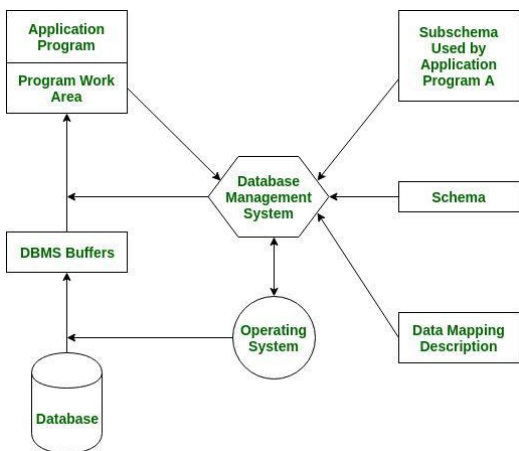 Application
Program
Program Work
Area
Subschema
Used by
Application
Program A
Database
Management
System
Schema
DBMS Buffers
Operating
System
Data Mapping
Description
Database